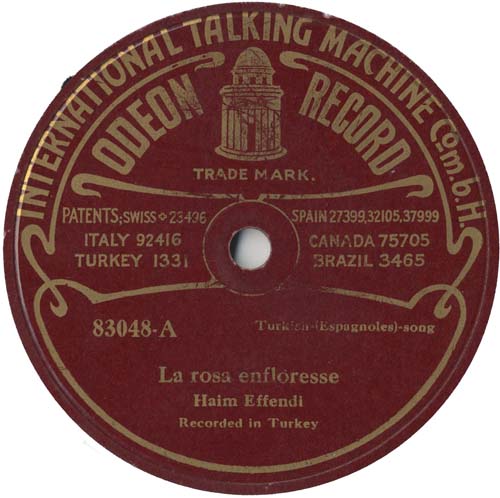 INTERNATIONAL TALKING MACHINE Com.b.H.
ODEON RECORD
TRADE MARK.
PATENTS; SWISS ⌖ 23496 SPAIN 27399,32105,37999
ITALY 92416 CANADA 75705
TURKEY 1331 BRAZIL 3465
83048-A Turkish-(Espagnoles)-song
La rosa enfloresse
Haim Effendi
Recorded in Turkey